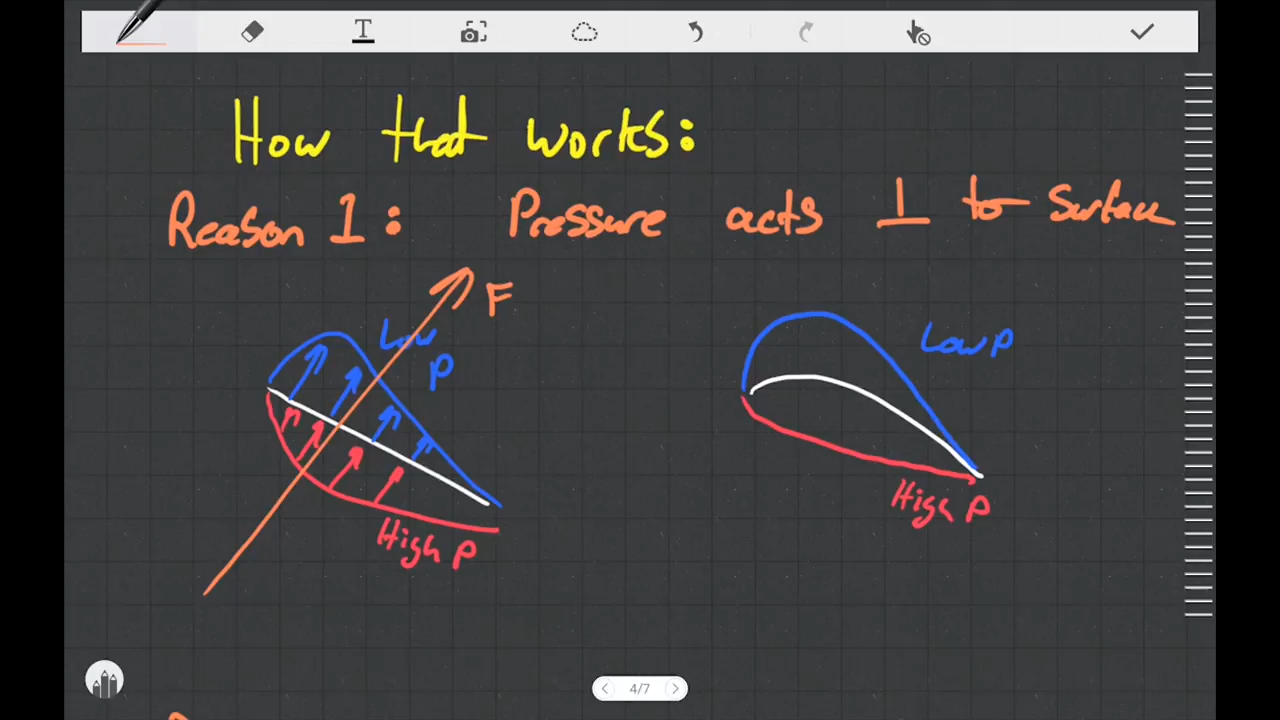 T
How that works:
Reason 1: Pressure acts ⊥ to Surface
F
Low P
Low P
High P
High P
4/7